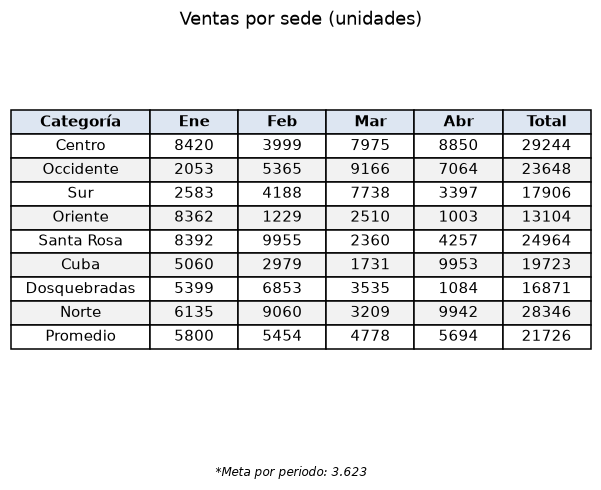 Ventas por sede (unidades)
Categoría Ene Feb Mar Abr Total
Centro 8420 3999 7975 8850 29244
Occidente 2053 5365 9166 7064 23648
Sur 2583 4188 7738 3397 17906
Oriente 8362 1229 2510 1003 13104
Santa Rosa 8392 9955 2360 4257 24964
Cuba 5060 2979 1731 9953 19723
Dosquebradas 5399 6853 3535 1084 16871
Norte 6135 9060 3209 9942 28346
Promedio 5800 5454 4778 5694 21726
*Meta por periodo: 3.623